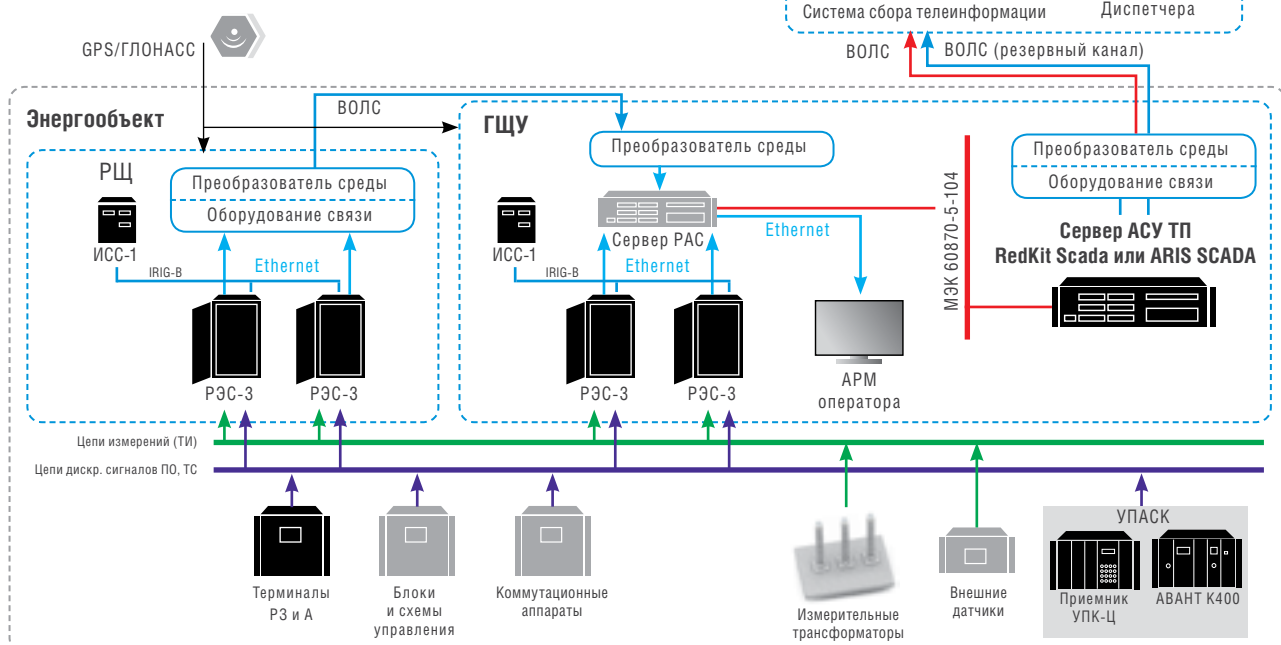 Система сбора телеинформации
Диспетчера
GPS/ГЛОНАСС
ВОЛС
ВОЛС (резервный канал)
Энергообъект
ВОЛС
ГЩУ
РЩ
Преобразователь среды
Оборудование связи
ИСС-1
IRIG-B
Ethernet
РЭС-3
РЭС-3
Преобразователь среды
Сервер РАС
ИСС-1
IRIG-B
Ethernet
Ethernet
РЭС-3
РЭС-3
АРМ
оператора
МЭК 60870-5-104
Преобразователь среды
Оборудование связи
Сервер АСУ ТП
RedKit Scada или ARIS SCADA
Цепи измерений (ТИ)
Цепи дискр. сигналов ПО, ТС
Терминалы
РЗ и А
Блоки
и схемы
управления
Коммутационные
аппараты
Измерительные
трансформаторы
Внешние
датчики
УПАСК
Приемник
УПК-Ц
АВАНТ К400